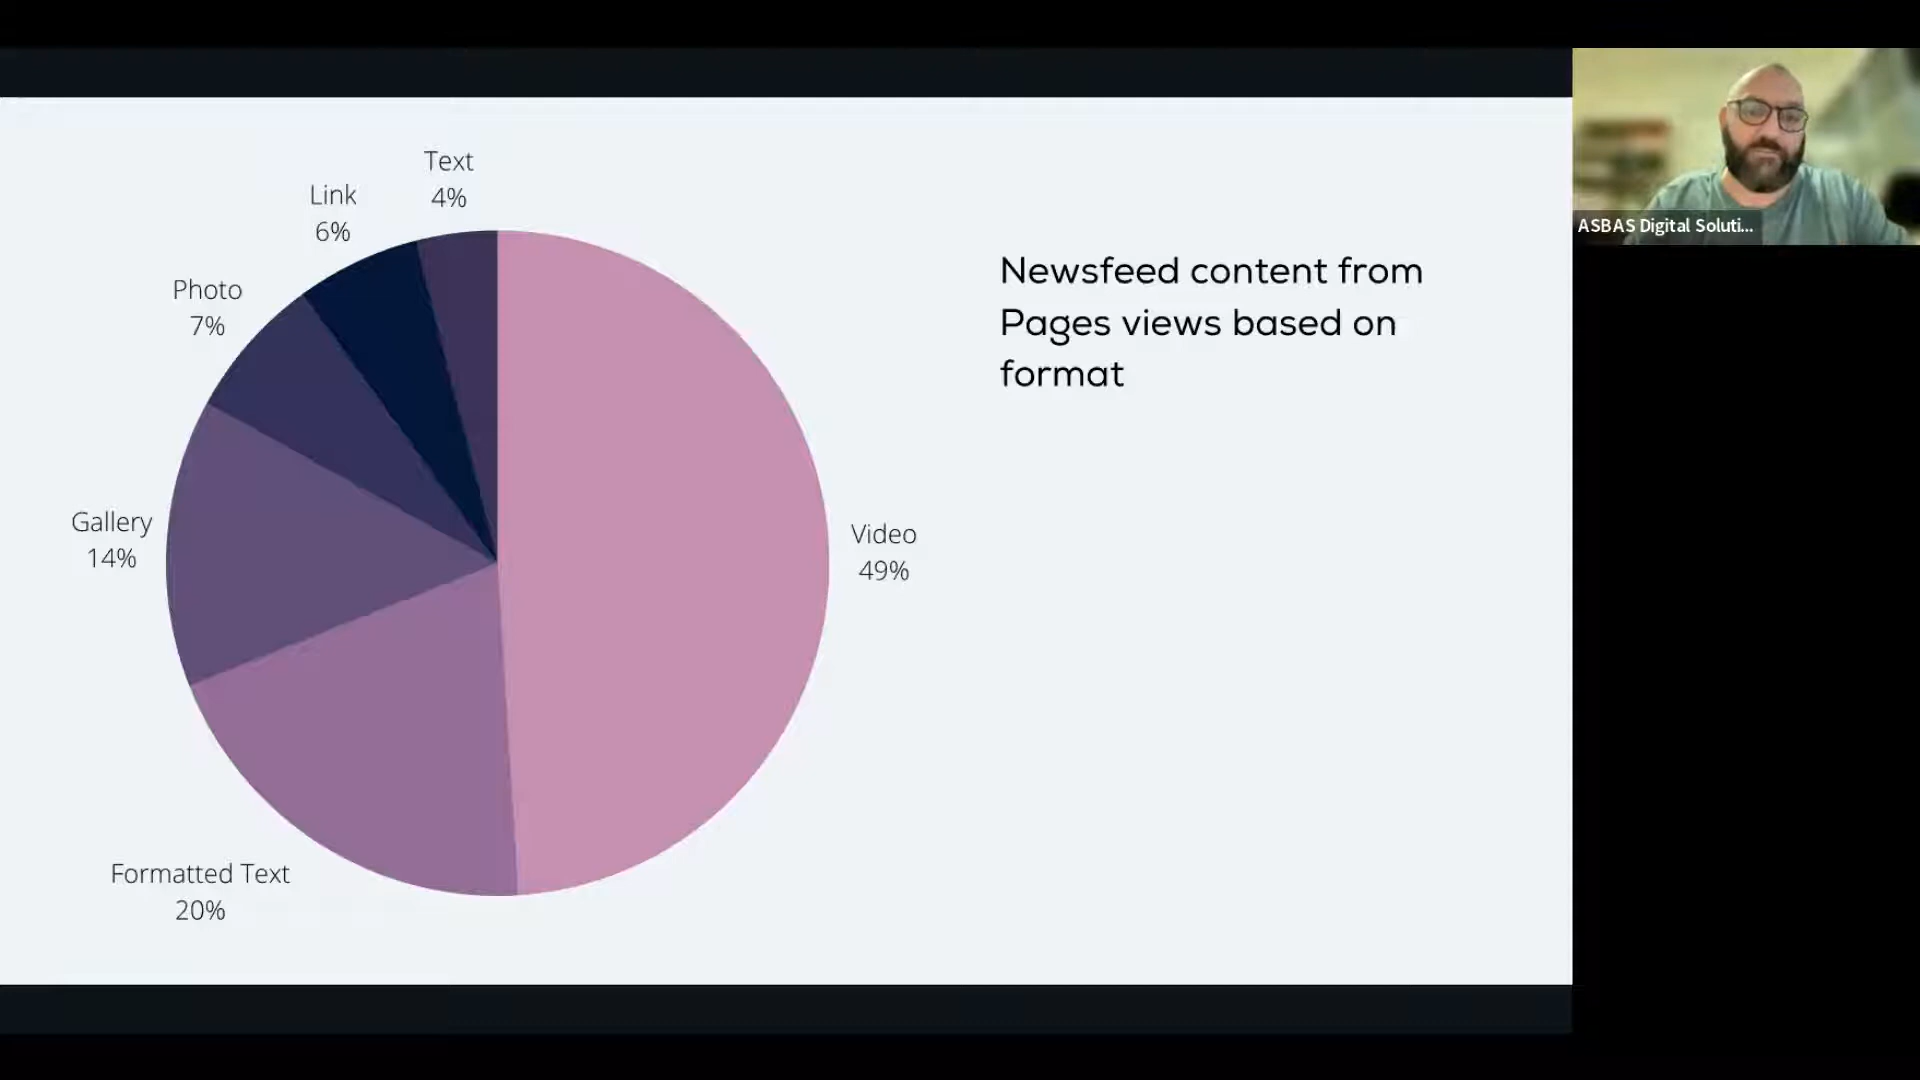 Text
4%
Link
6%
Photo
7%
Gallery
14%
Video
49%
Formatted Text
20%
Newsfeed content from
Pages views based on
format
ASBAS Digital Soluti...